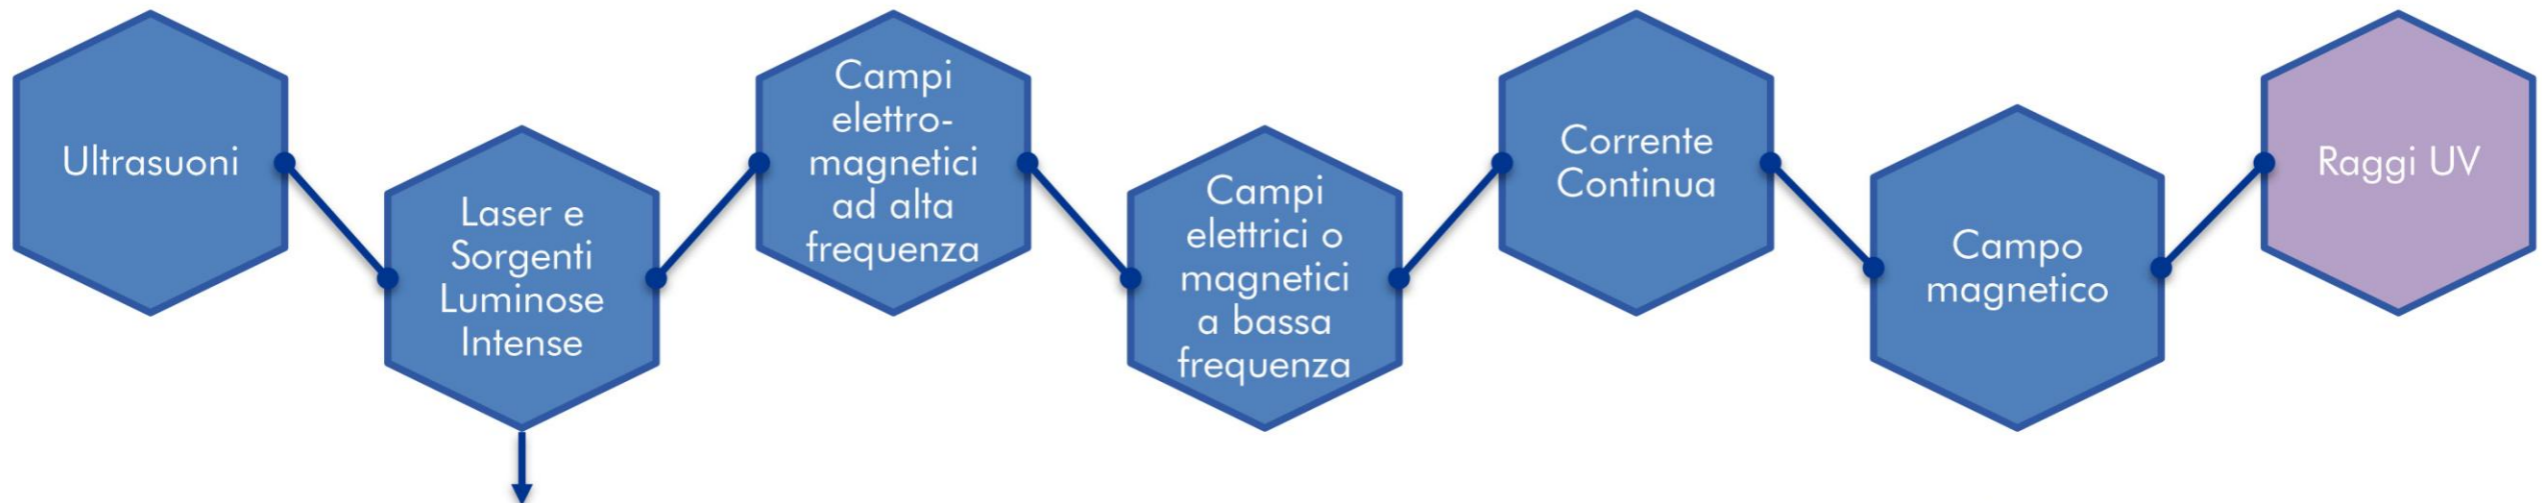 Ultrasuoni
Laser e
Sorgenti
Luminose
Intense
Campi
elettro-
magnetici
ad alta
frequenza
Campi
elettrici o
magnetici
a bassa
frequenza
Corrente
Continua
Campo
magnetico
Raggi UV